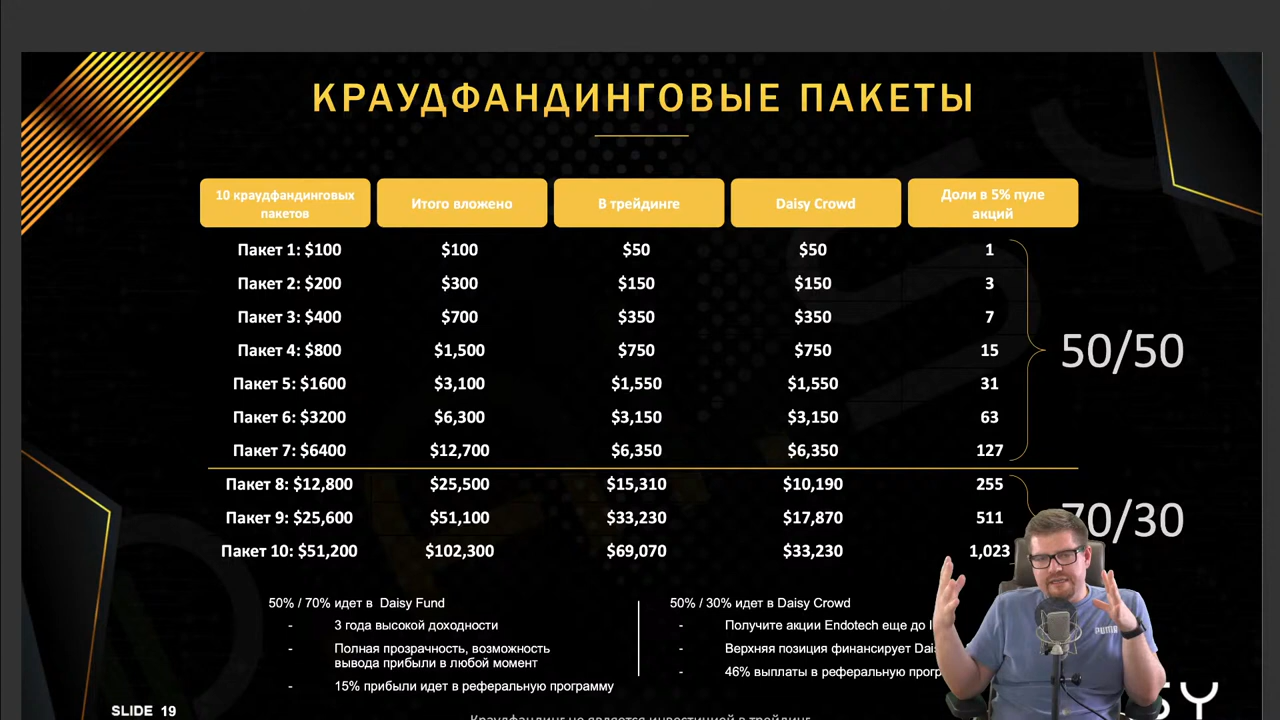 КРАУДФАНДИНГОВЫЕ ПАКЕТЫ
10 краудфандинговых пакетов Итого вложено В трейдинге Daisy Crowd Доли в 5% пуле акций
Пакет 1: $100 $100 $50 $50 1
Пакет 2: $200 $300 $150 $150 3
Пакет 3: $400 $700 $350 $350 7
Пакет 4: $800 $1,500 $750 $750 15
50/50
Пакет 5: $1600 $3,100 $1,550 $1,550 31
Пакет 6: $3200 $6,300 $3,150 $3,150 63
Пакет 7: $6400 $12,700 $6,350 $6,350 127
Пакет 8: $12,800 $25,500 $15,310 $10,190 255
Пакет 9: $25,600 $51,100 $33,230 $17,870 511
70/30
Пакет 10: $51,200 $102,300 $69,070 $33,230 1,023
50% / 70% идет в Daisy Fund
- 3 года высокой доходности
- Полная прозрачность, возможность
вывода прибыли в любой момент
- 15% прибыли идет в реферальную программу
50% / 30% идет в Daisy Crowd
- Получите акции Endotech еще до
- Верхняя позиция финансирует
- 46% выплаты в реферальную
PUMA
SLIDE 19
Краудфандинг не является инвестицией в трейдинг